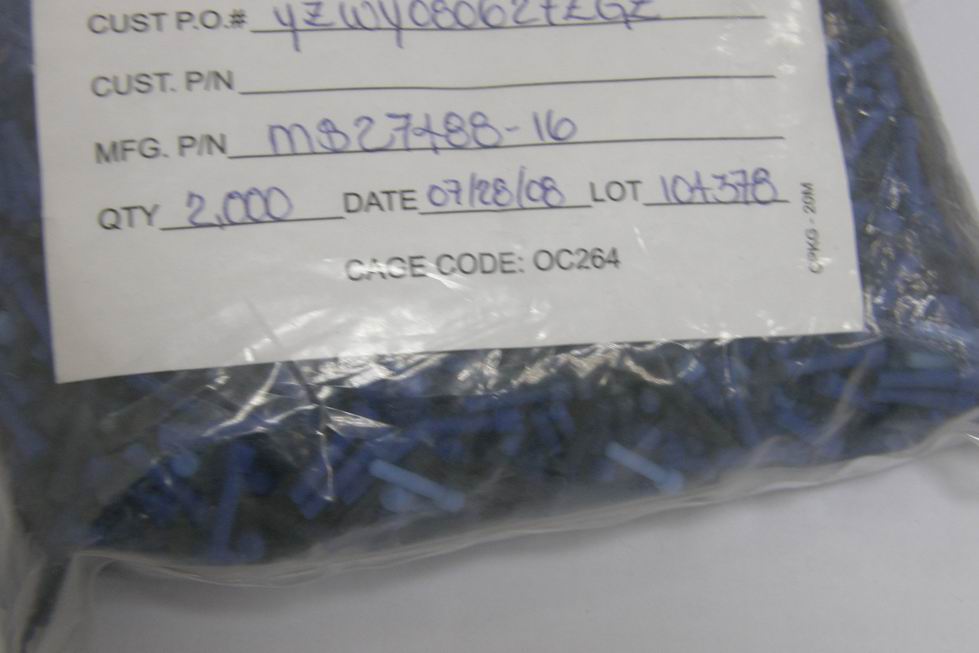 CUST P.O.# YZWY080627ZGZ
CUST. P/N
MFG. P/N MS27488-16
QTY 2,000 DATE 07/28/08 LOT 104378
CAGE CODE: OC264
CPKG - 20M